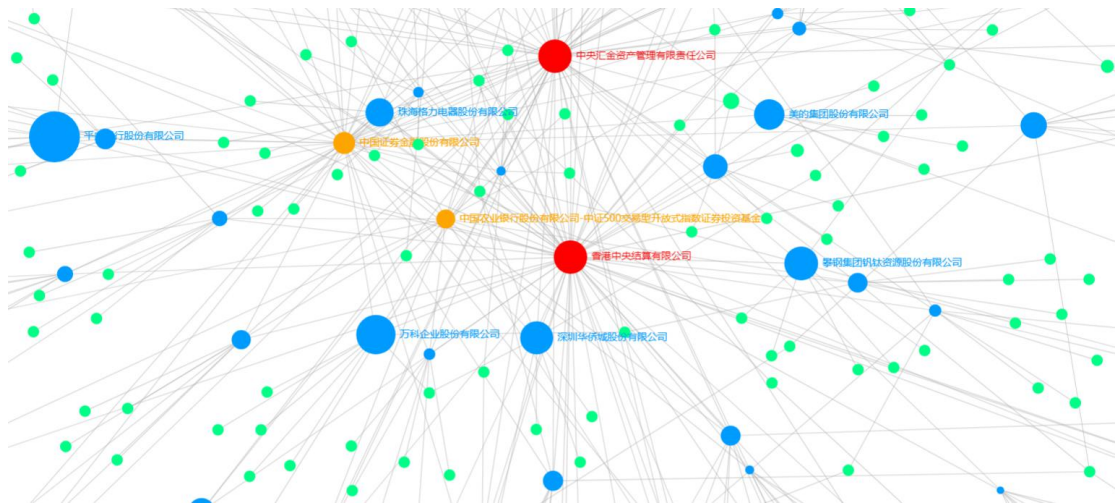 中央汇金资产管理有限责任公司
珠海格力电器股份有限公司
美的集团股份有限公司
平安银行股份有限公司
中国证券金融股份有限公司
中国农业银行股份有限公司-中证500交易型开放式指数证券投资基金
香港中央结算有限公司
攀钢集团钒钛资源股份有限公司
万科企业股份有限公司
深圳华侨城股份有限公司